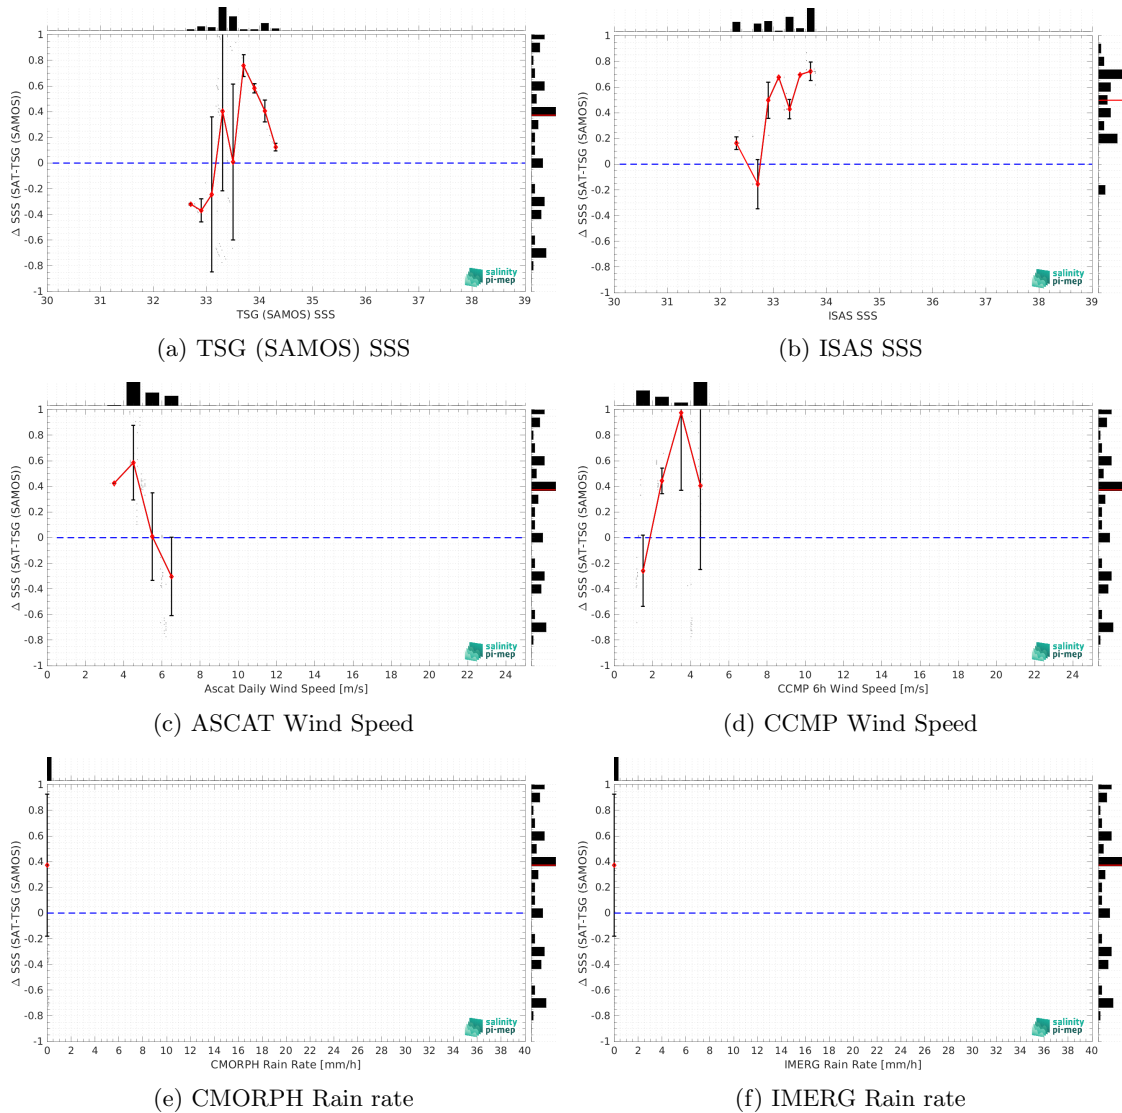 1
0.8
0.6
0.4
0.2
0
-0.2
-0.4
-0.6
-0.8
-1
Δ SSS (SAT-TSG (SAMOS))
30 31 32 33 34 35 36 37 38 39
TSG (SAMOS) SSS
salinity
pi-mep
(a) TSG (SAMOS) SSS
1
0.8
0.6
0.4
0.2
0
-0.2
-0.4
-0.6
-0.8
-1
Δ SSS (SAT-TSG (SAMOS))
30 31 32 33 34 35 36 37 38 39
ISAS SSS
salinity
pi-mep
(b) ISAS SSS
1
0.8
0.6
0.4
0.2
0
-0.2
-0.4
-0.6
-0.8
-1
Δ SSS (SAT-TSG (SAMOS))
0 2 4 6 8 10 12 14 16 18 20 22 24
Ascat Daily Wind Speed [m/s]
salinity
pi-mep
(c) ASCAT Wind Speed
1
0.8
0.6
0.4
0.2
0
-0.2
-0.4
-0.6
-0.8
-1
Δ SSS (SAT-TSG (SAMOS))
0 2 4 6 8 10 12 14 16 18 20 22 24
CCMP 6h Wind Speed [m/s]
salinity
pi-mep
(d) CCMP Wind Speed
1
0.8
0.6
0.4
0.2
0
-0.2
-0.4
-0.6
-0.8
-1
Δ SSS (SAT-TSG (SAMOS))
0 2 4 6 8 10 12 14 16 18 20 22 24 26 28 30 32 34 36 38 40
CMORPH Rain Rate [mm/h]
salinity
pi-mep
(e) CMORPH Rain rate
1
0.8
0.6
0.4
0.2
0
-0.2
-0.4
-0.6
-0.8
-1
Δ SSS (SAT-TSG (SAMOS))
0 2 4 6 8 10 12 14 16 18 20 22 24 26 28 30 32 34 36 38 40
IMERG Rain Rate [mm/h]
salinity
pi-mep
(f) IMERG Rain rate